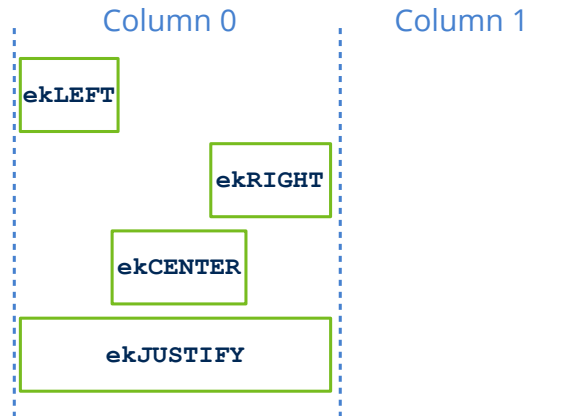 Column 0 Column 1
ekLEFT
ekRIGHT
ekCENTER
ekJUSTIFY